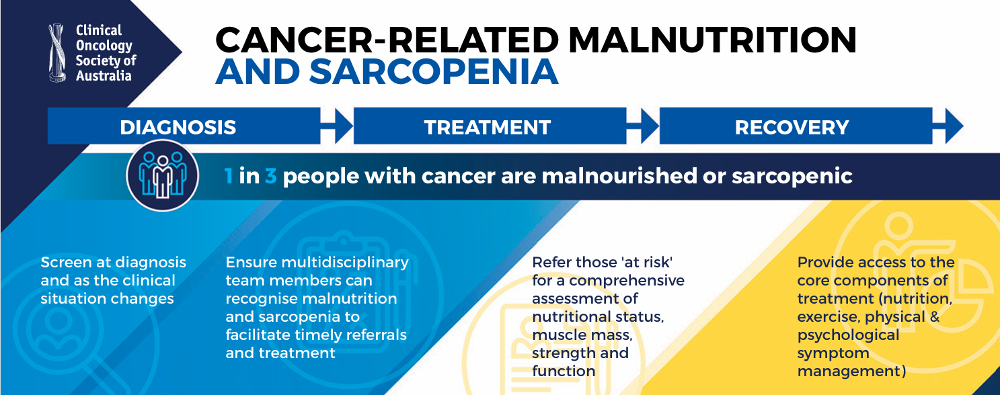 Clinical
Oncology
Society of
Australia
CANCER-RELATED MALNUTRITION
AND SARCOPENIA
DIAGNOSIS
TREATMENT
RECOVERY
1 in 3 people with cancer are malnourished or sarcopenic
Screen at diagnosis
and as the clinical
situation changes
Ensure multidisciplinary
team members can
recognise malnutrition
and sarcopenia to
facilitate timely referrals
and treatment
Refer those 'at risk'
for a comprehensive
assessment of
nutritional status,
muscle mass,
strength and
function
Provide access to the
core components of
treatment (nutrition,
exercise, physical &
psychological
symptom
management)